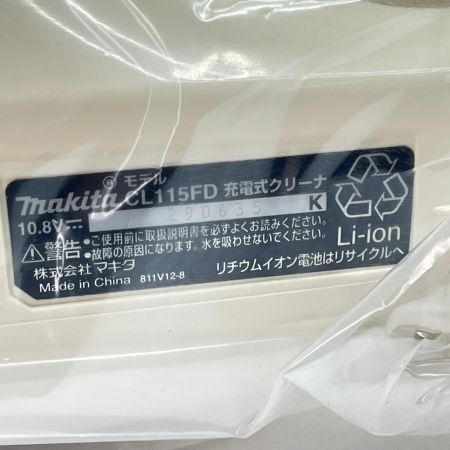 makita® モデル CL115FD 充電式クリーナ
10.8V⎓ 290635 K
⚠警告
・ご使用前に取扱説明書を必ずよくお読みください。
・故障の原因になります。水を吸わせないでください。
株式会社 マキタ
Made in China 811V12-8
Li-ion
リチウムイオン電池はリサイクルへ